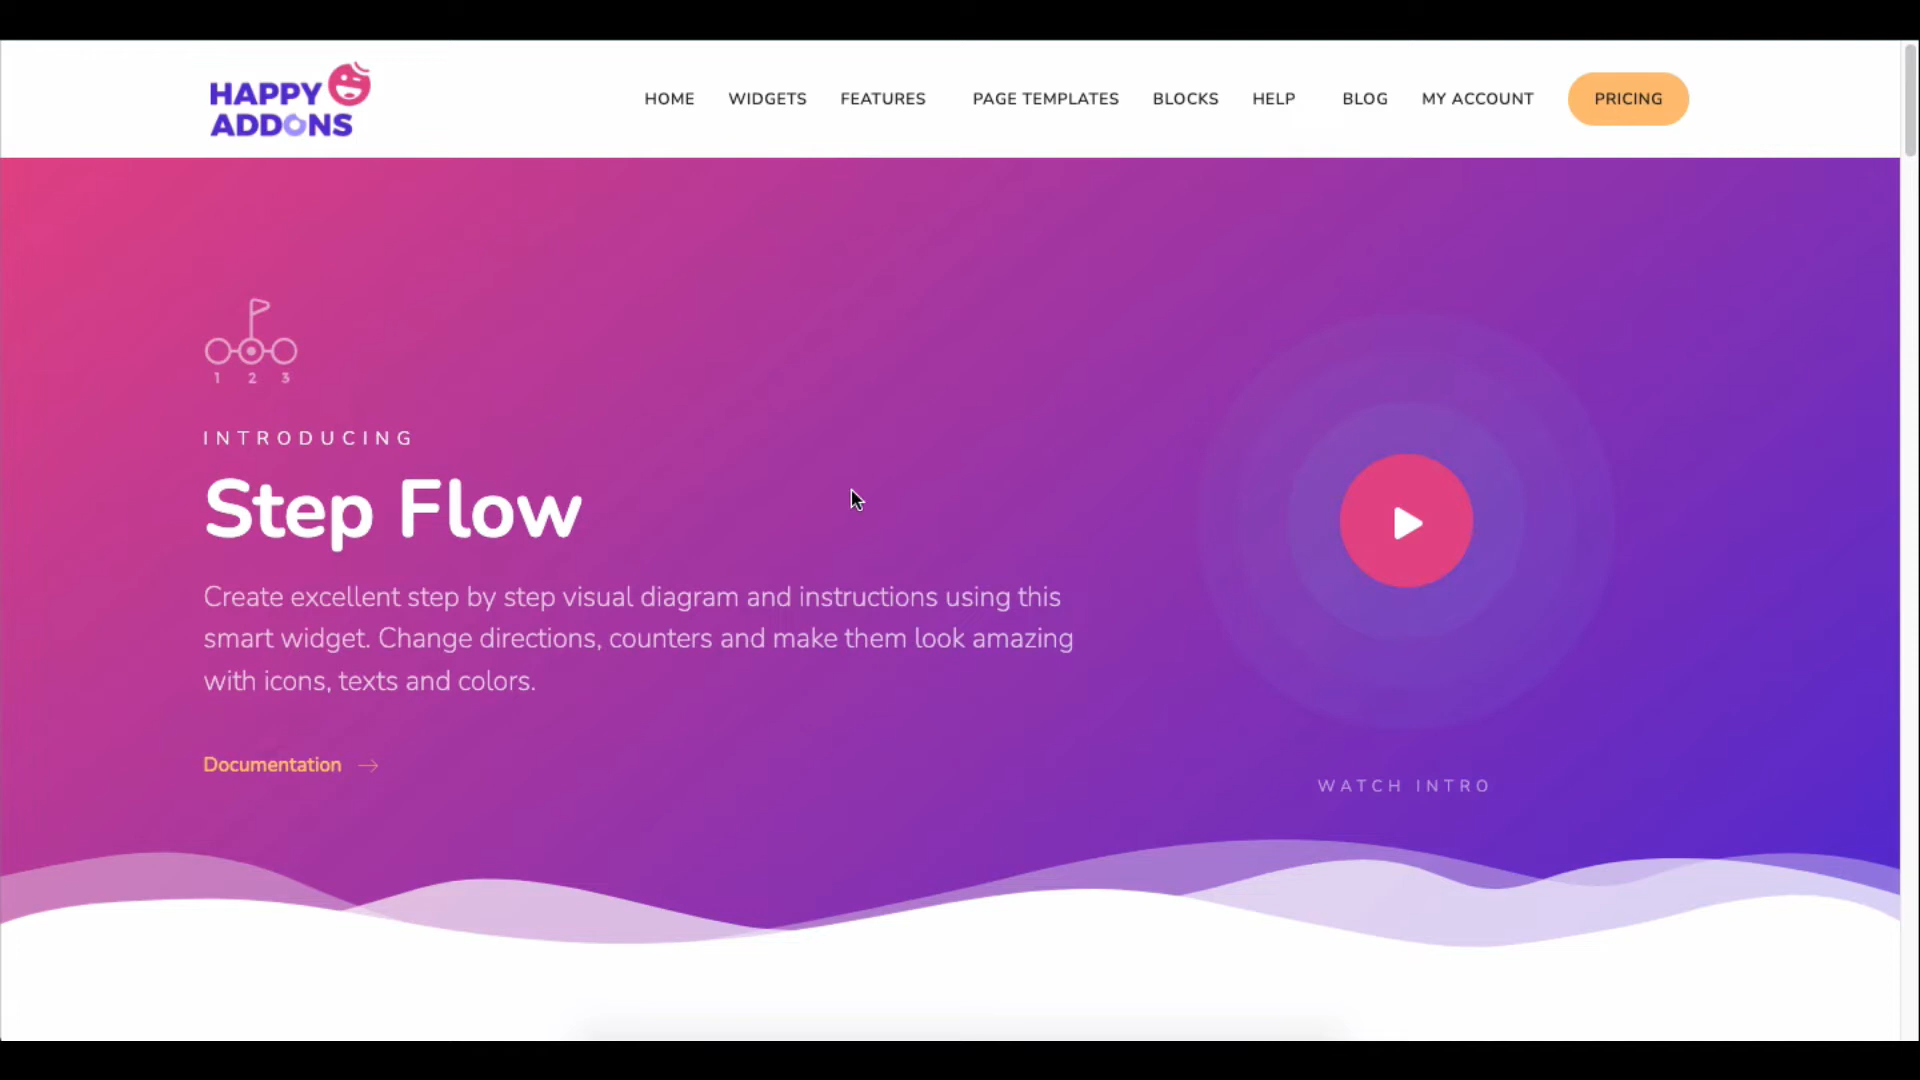 HAPPY
ADDONS
HOME WIDGETS FEATURES PAGE TEMPLATES BLOCKS HELP BLOG MY ACCOUNT PRICING
1 2 3
INTRODUCING
Step Flow
Create excellent step by step visual diagram and instructions using this
smart widget. Change directions, counters and make them look amazing
with icons, texts and colors.
Documentation →
WATCH INTRO